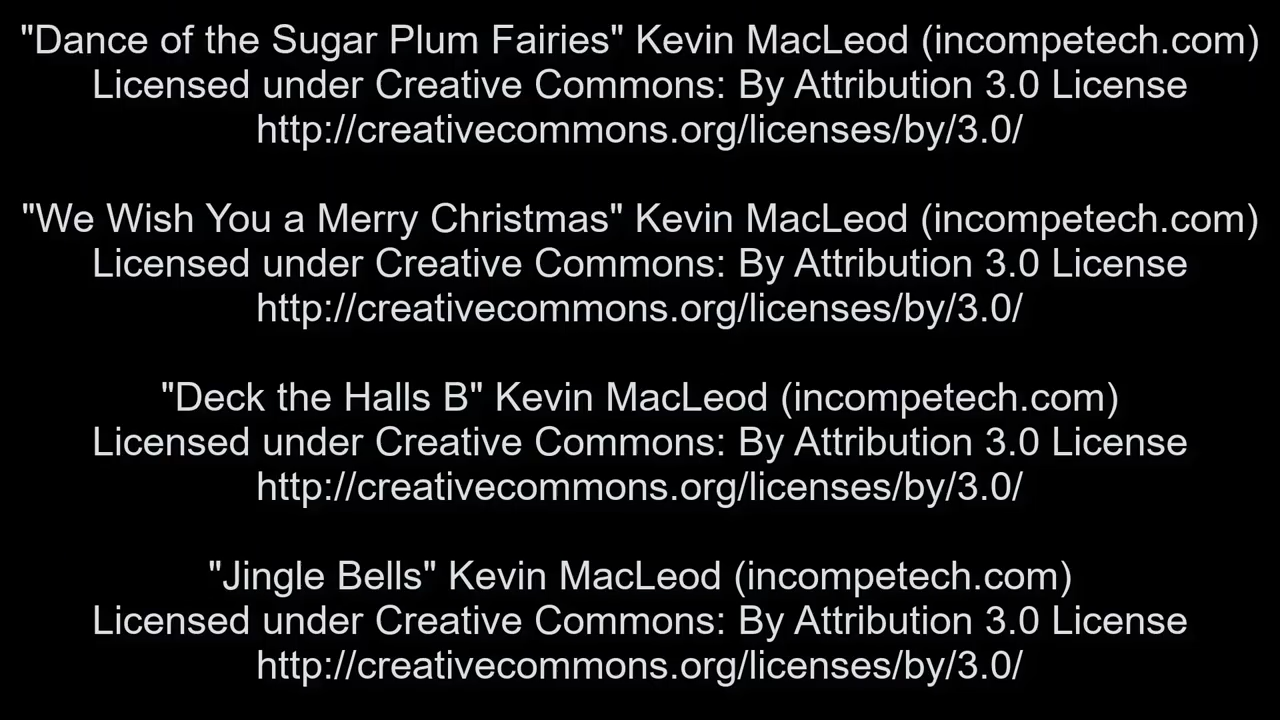 "Dance of the Sugar Plum Fairies" Kevin MacLeod (incompetech.com)
Licensed under Creative Commons: By Attribution 3.0 License
http://creativecommons.org/licenses/by/3.0/
"We Wish You a Merry Christmas" Kevin MacLeod (incompetech.com)
Licensed under Creative Commons: By Attribution 3.0 License
http://creativecommons.org/licenses/by/3.0/
"Deck the Halls B" Kevin MacLeod (incompetech.com)
Licensed under Creative Commons: By Attribution 3.0 License
http://creativecommons.org/licenses/by/3.0/
"Jingle Bells" Kevin MacLeod (incompetech.com)
Licensed under Creative Commons: By Attribution 3.0 License
http://creativecommons.org/licenses/by/3.0/